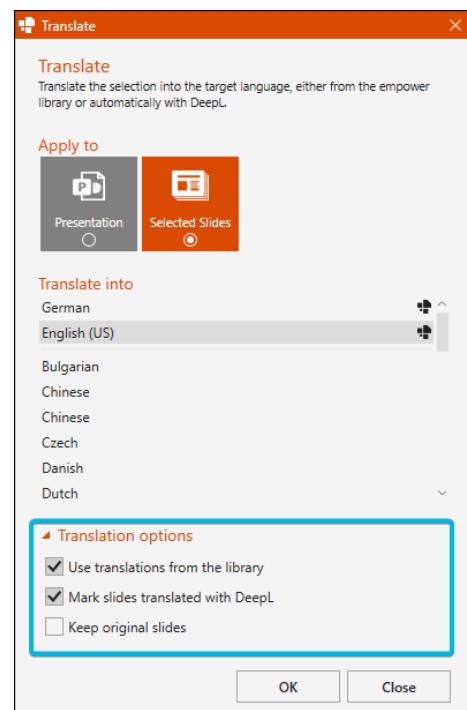 Translate
Translate
Translate the selection into the target language, either from the empower
library or automatically with DeepL.
Apply to
Presentation
Selected Slides
Translate into
German
English (US)
Bulgarian
Chinese
Chinese
Czech
Danish
Dutch
Translation options
Use translations from the library
Mark slides translated with DeepL
Keep original slides
OK
Close